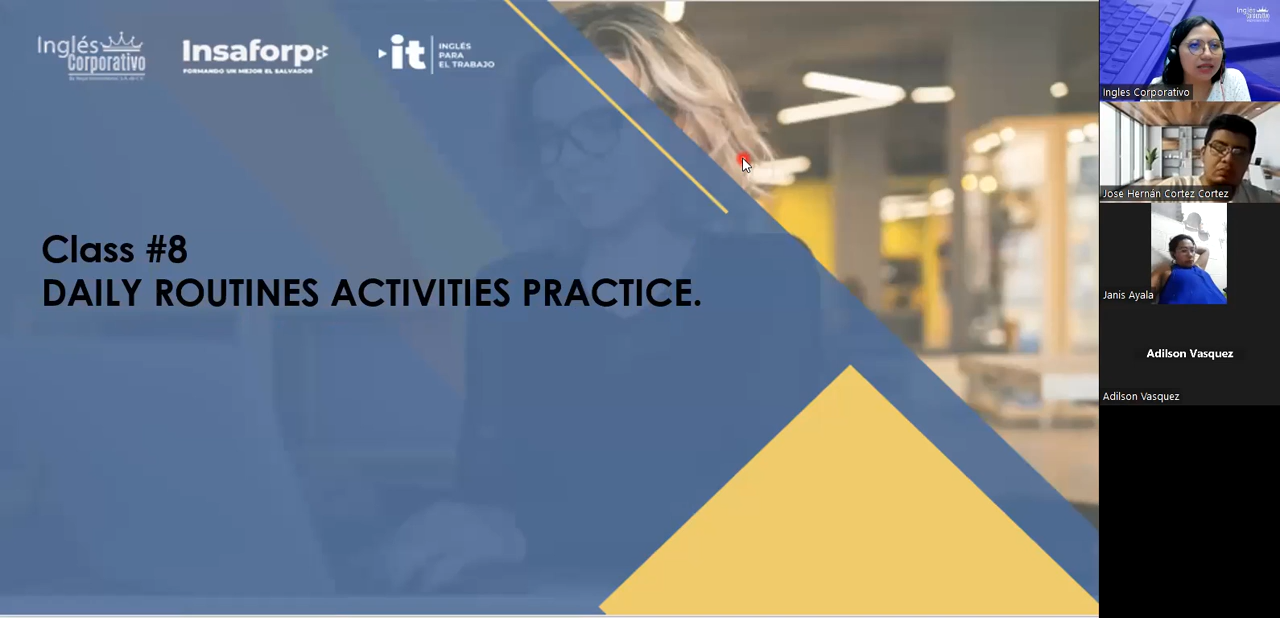 Inglés
Corporativo
Insaforp
FORMANDO UN MEJOR EL SALVADOR
it
INGLÉS
PARA
EL TRABAJO
Class #8
DAILY ROUTINES ACTIVITIES PRACTICE.
Ingles Corporativo
Jose Hernán Cortez Cortez
Janis Ayala
Adilson Vasquez
Adilson Vasquez